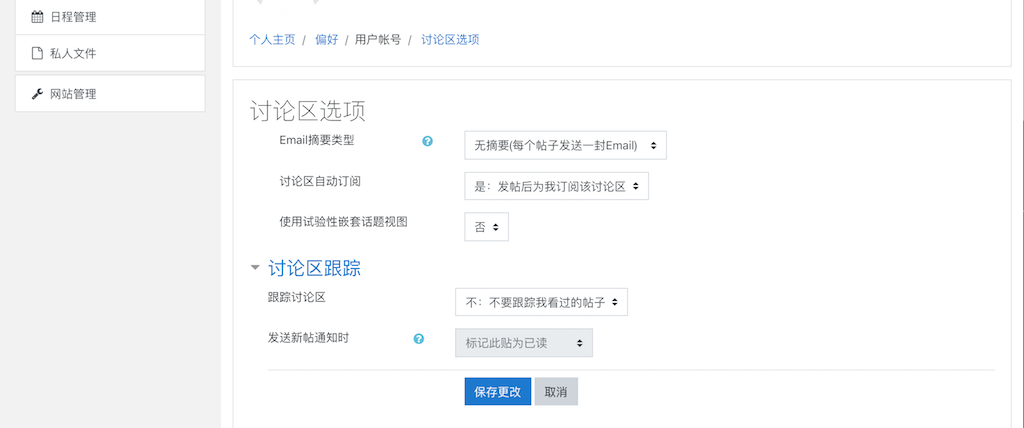 日程管理
私人文件
网站管理
个人主页 / 偏好 / 用户帐号 / 讨论区选项
讨论区选项
Email摘要类型 ? 无摘要(每个帖子发送一封Email)
讨论区自动订阅 是：发帖后为我订阅该讨论区
使用试验性嵌套话题视图 否
讨论区跟踪
跟踪讨论区 不：不要跟踪我看过的帖子
发送新帖通知时 ? 标记此贴为已读
保存更改 取消